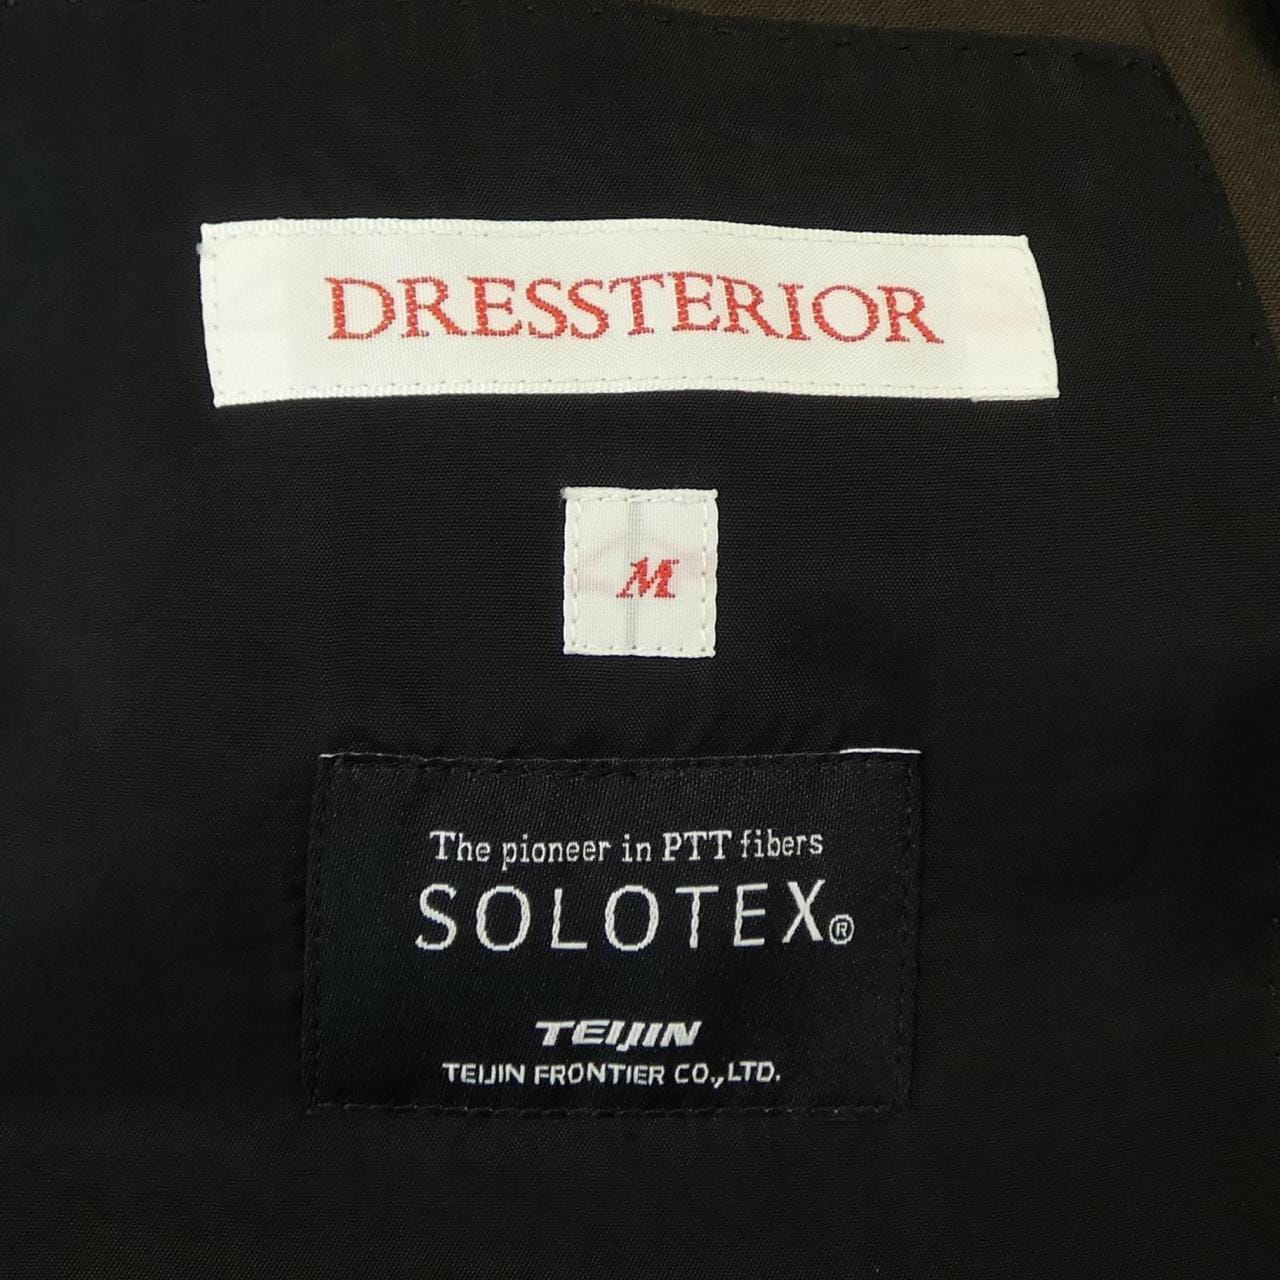 DRESSTERIOR
M
The pioneer in PTT fibers
SOLOTEX®
TEIJIN
TEIJIN FRONTIER CO.,LTD.